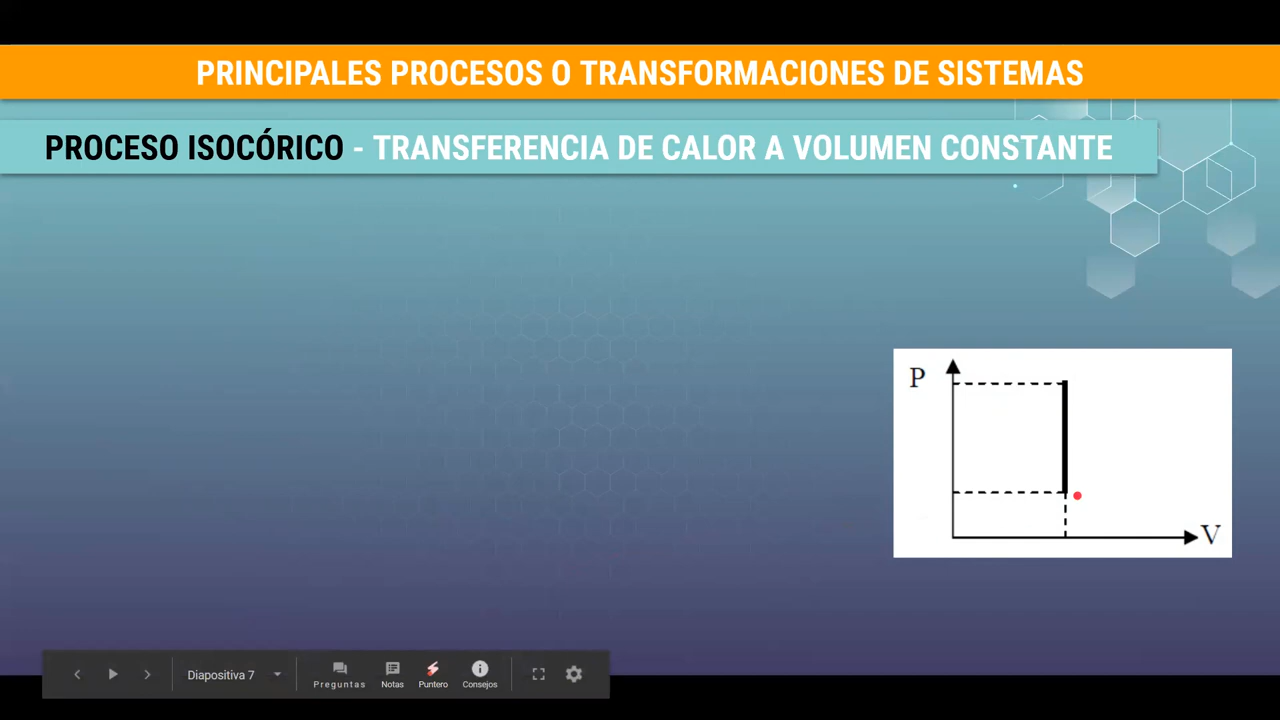 PRINCIPALES PROCESOS O TRANSFORMACIONES DE SISTEMAS
PROCESO ISOCÓRICO - TRANSFERENCIA DE CALOR A VOLUMEN CONSTANTE
P
V
Diapositiva 7
Preguntas
Notas
Puntero
Consejos